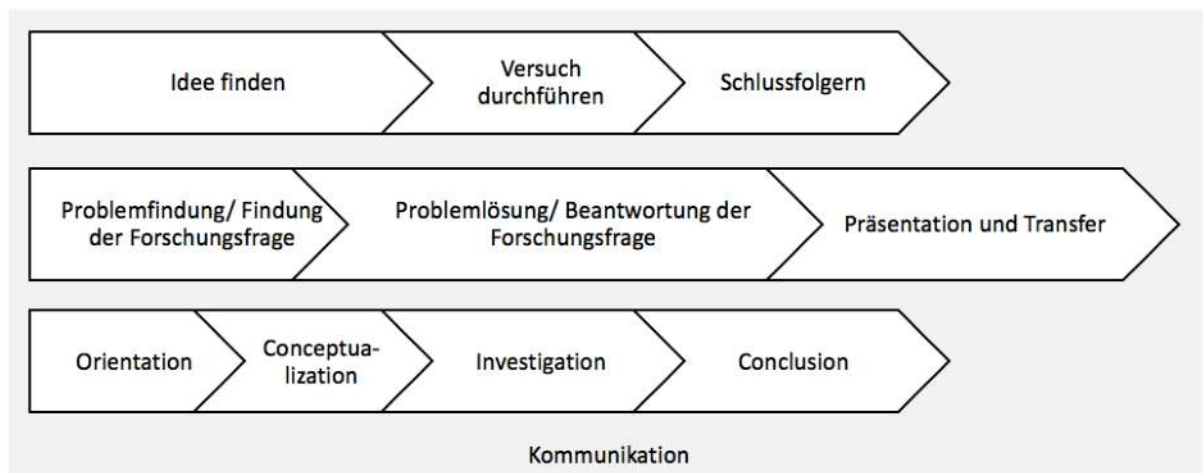 Idee finden
Versuch
durchführen
Schlussfolgern
Problemfindung/ Findung
der Forschungsfrage
Problemlösung/ Beantwortung der
Forschungsfrage
Präsentation und Transfer
Orientation
Conceptua-
lization
Investigation
Conclusion
Kommunikation